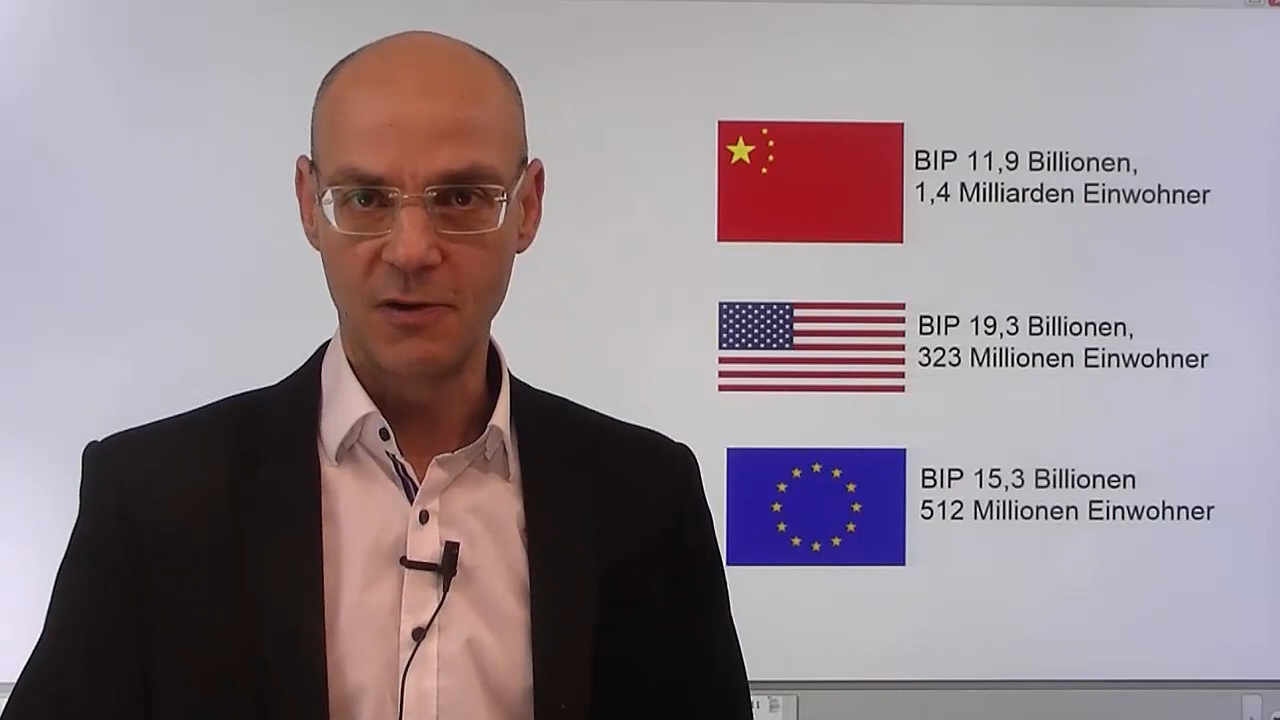 BIP 11,9 Billionen,
1,4 Milliarden Einwohner
BIP 19,3 Billionen,
323 Millionen Einwohner
BIP 15,3 Billionen
512 Millionen Einwohner